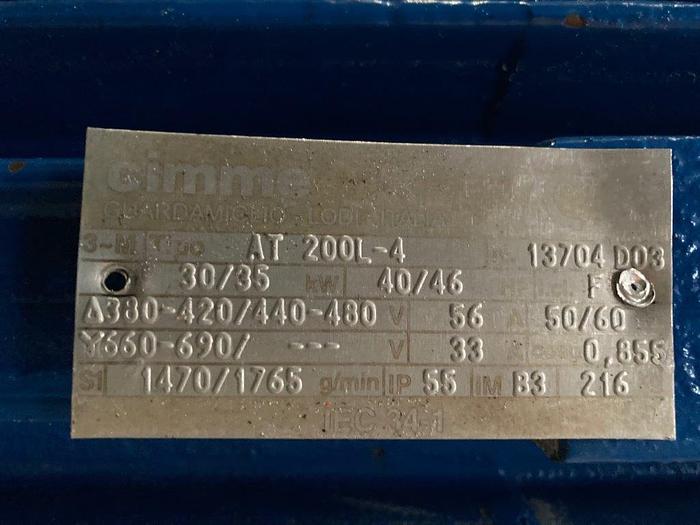 cimme
GUARDAMIGLIO - LODI - ITALIA
3~M Tipo AT 200L-4 N° 13704 D03
30/35 kW 40/46 F
Δ380-420/440-480 V 56 A 50/60
Y660-690/ --- V 33 cosφ 0,855
S1 1470/1765 g/min IP 55 IM B3 216
IEC 34-1